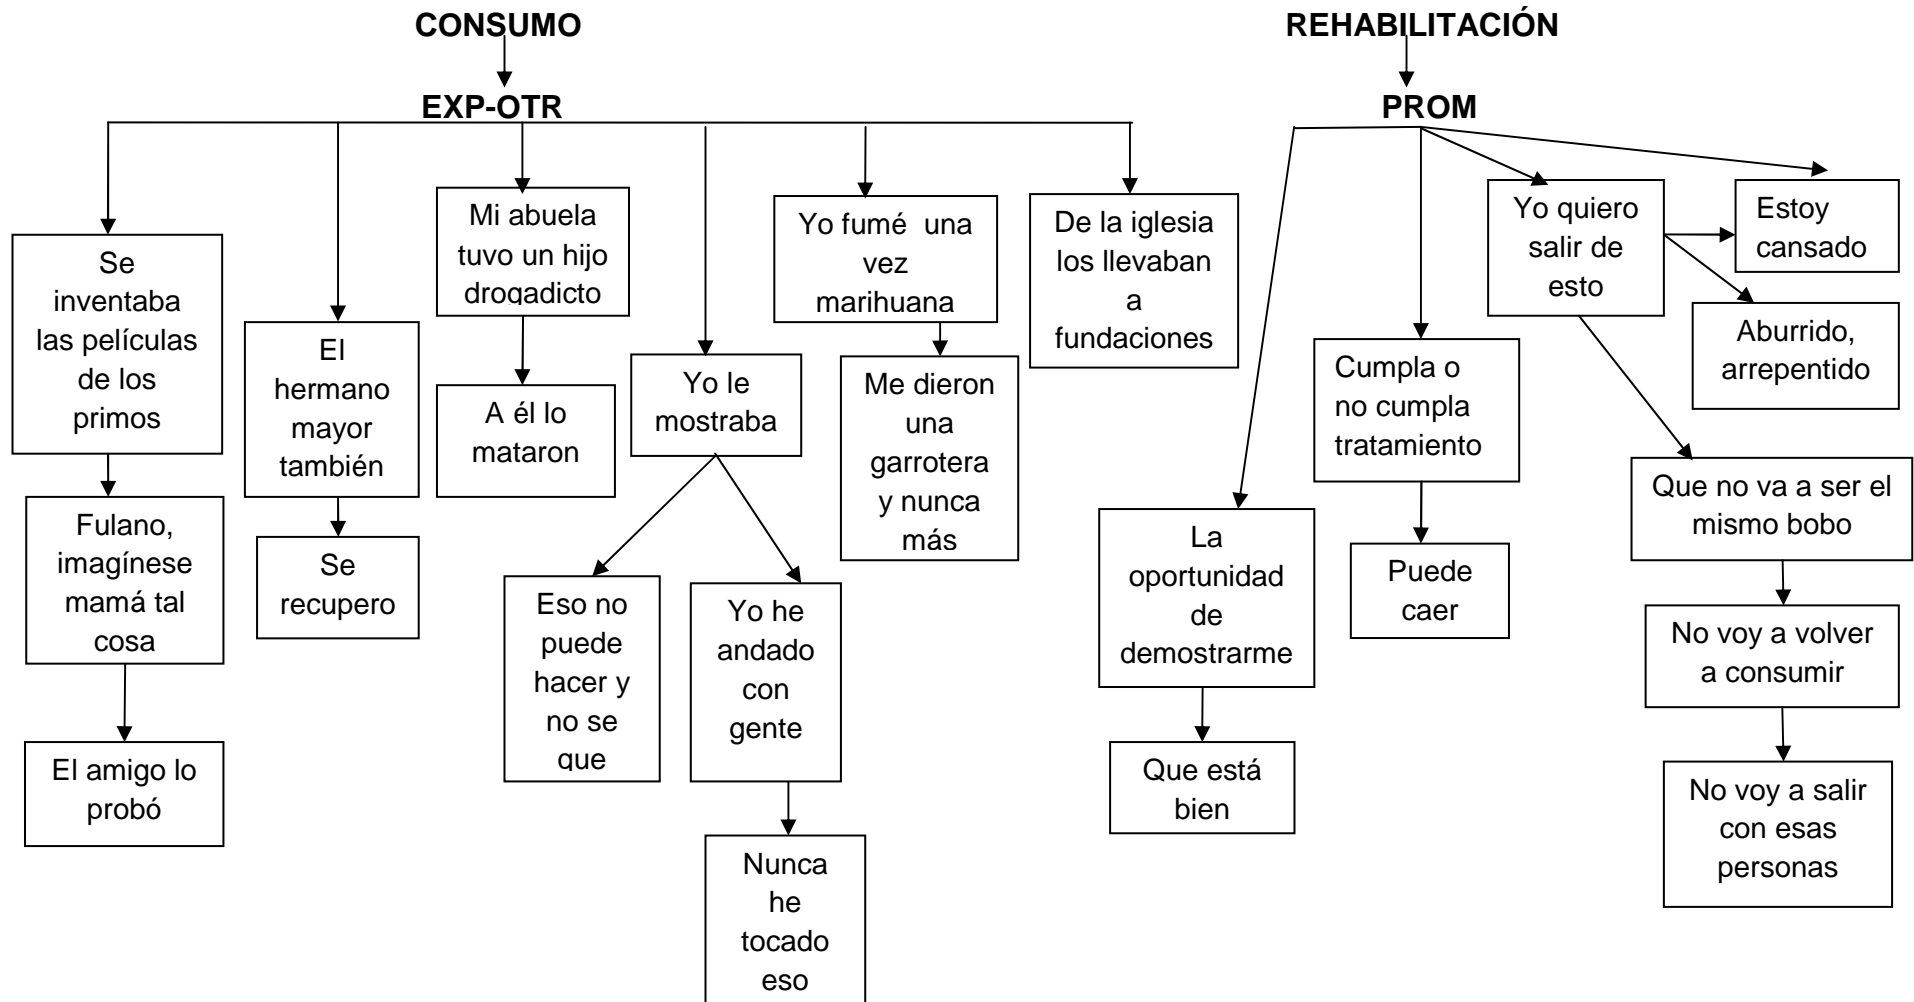 CONSUMO
EXP-OTR
Se
inventaba
las películas
de los
primos
Fulano,
imagínese
mamá tal
cosa
El amigo lo
probó
El
hermano
mayor
también
Se
recupero
Mi abuela
tuvo un hijo
drogadicto
A él lo
mataron
Yo le
mostraba
Eso no
puede
hacer y
no se
que
Yo he
andado
con
gente
Nunca
he
tocado
eso
Yo fumé una
vez
marihuana
Me dieron
una
garrotera
y nunca
más
De la iglesia
los llevaban
a
fundaciones
REHABILITACIÓN
PROM
La
oportunidad
de
demostrarme
Que está
bien
Cumpla o
no cumpla
tratamiento
Puede
caer
Yo quiero
salir de
esto
Estoy
cansado
Aburrido,
arrepentido
Que no va a ser el
mismo bobo
No voy a volver
a consumir
No voy a salir
con esas
personas